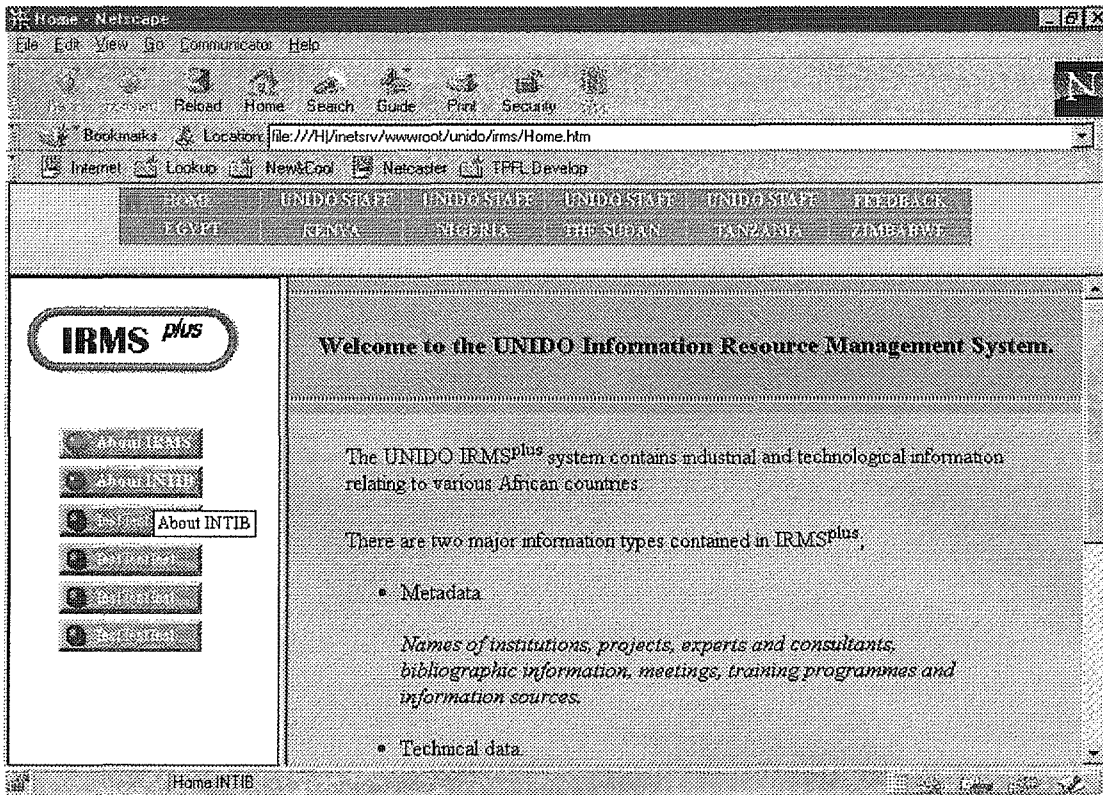 Home - Netscape
File Edit View Go Communicator Help
Reload Home Search Guide Print Security
Bookmarks Location: file:///H|/inetsrv/wwwroot/unido/irms/Home.htm
Internet Lookup New&Cool Netcaster TPFL Develop
HOME UNIDO STAFF UNIDO STAFF UNIDO STAFF UNIDO STAFF FEEDBACK
EGYPT KENYA NIGERIA THE SUDAN TANZANIA ZIMBABWE
IRMS plus
About IRMS
About INTIB
About INTIB
Welcome to the UNIDO Information Resource Management System.
The UNIDO IRMSplus system contains industrial and technological information
relating to various African countries
There are two major information types contained in IRMSplus,
• Metadata
Names of institutions, projects, experts and consultants,
bibliographic information, meetings, training programmes and
information sources.
• Technical data
Home INTIB